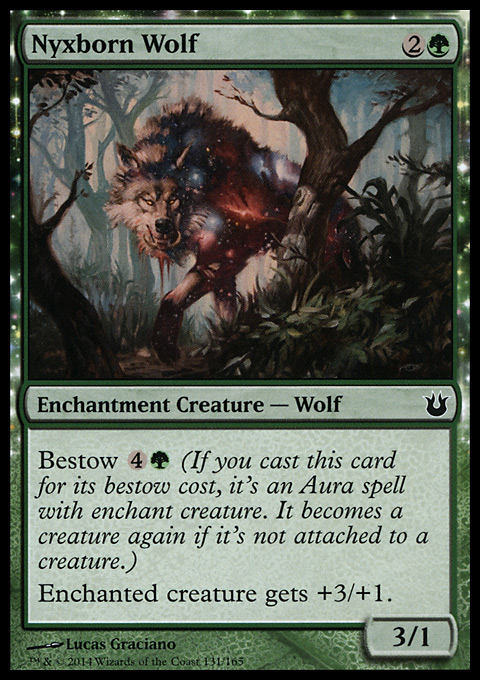 Nyxborn Wolf 2
Enchantment Creature — Wolf
Bestow 4 (If you cast this card
for its bestow cost, it's an Aura spell
with enchant creature. It becomes a
creature again if it's not attached to a
creature.)
Enchanted creature gets +3/+1.
3/1
Lucas Graciano
™ & © 2014 Wizards of the Coast 131/165